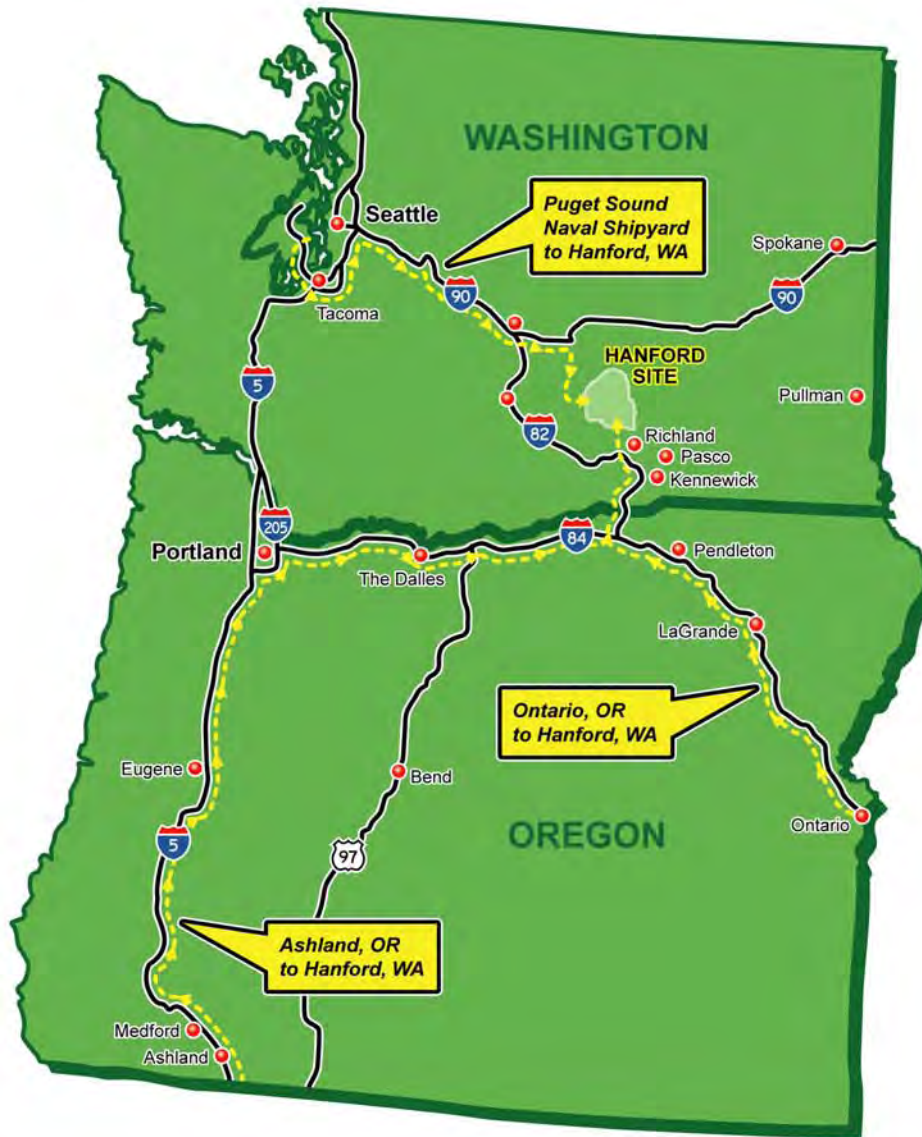 WASHINGTON
Puget Sound
Naval Shipyard
to Hanford, WA
Seattle
Spokane
90
90
Tacoma
HANFORD
SITE
5
Pullman
82
Richland
Pasco
Kennewick
205
84
Portland
Pendleton
The Dalles
LaGrande
Ontario, OR
to Hanford, WA
Eugene
Bend
Ontario
OREGON
5
97
Ashland, OR
to Hanford, WA
Medford
Ashland